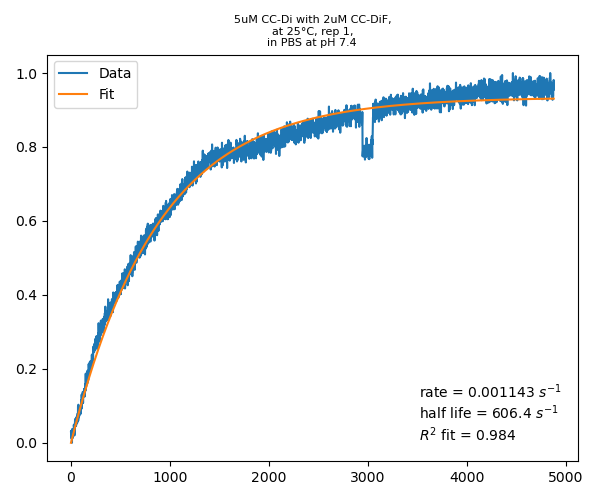 5uM CC-Di with 2uM CC-DiF,
at 25°C, rep 1,
in PBS at pH 7.4
Data
Fit
1.0
0.8
0.6
0.4
0.2
0.0
rate = 0.001143 s⁻¹
half life = 606.4 s⁻¹
R² fit = 0.984
0 1000 2000 3000 4000 5000